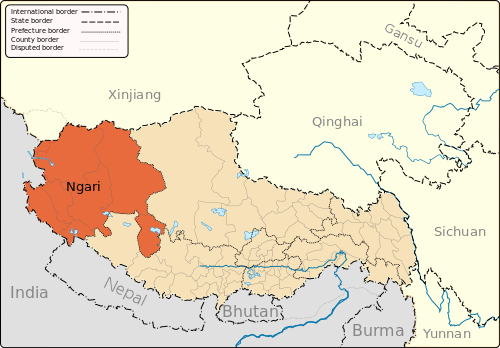 International border
State border
Prefecture border
County border
Disputed border
Gansu
Xinjiang
Qinghai
Ngari
Sichuan
India
Nepal
Bhutan
Burma
Yunnan